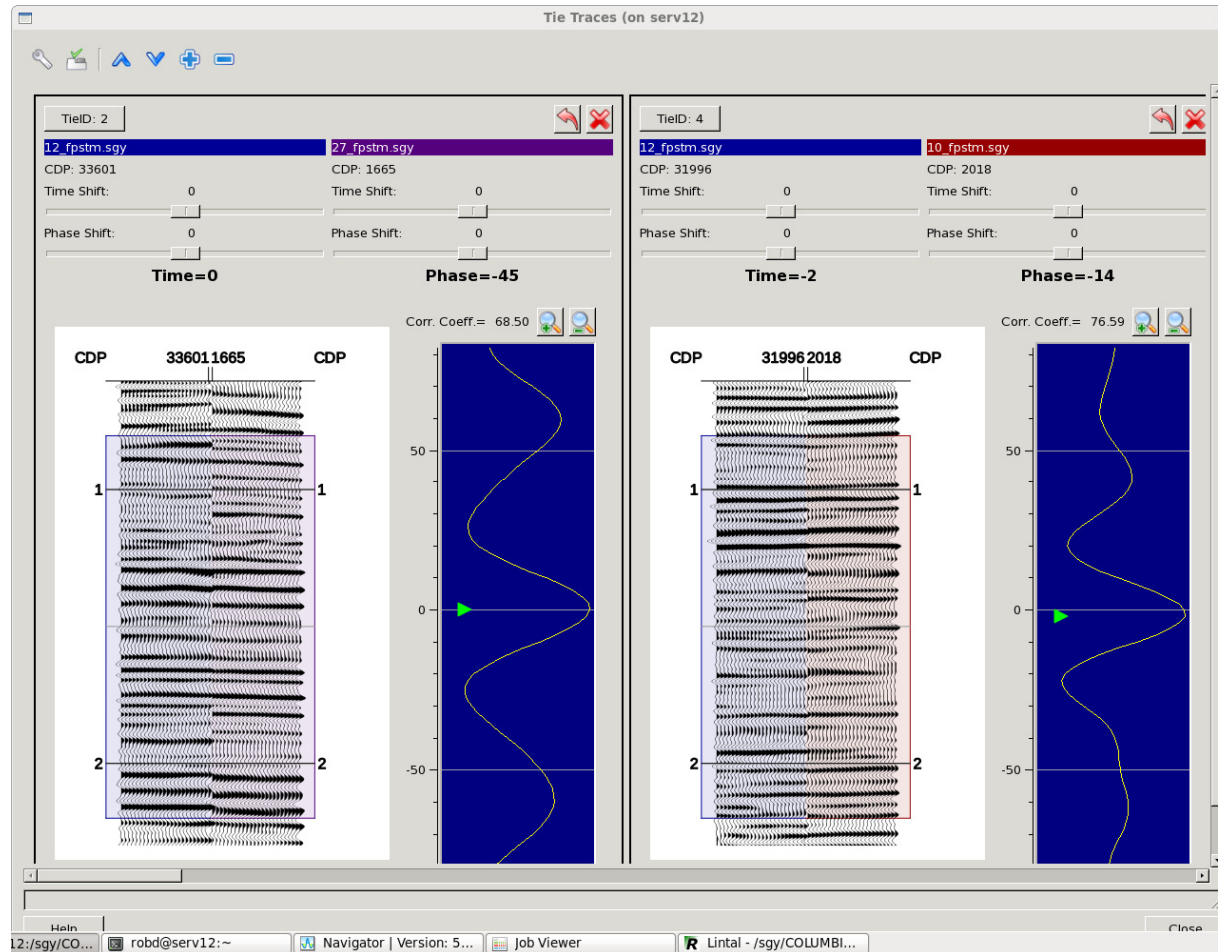 Tie Traces (on serv12)
TieID: 2
12_fpstm.sgy 27_fpstm.sgy
CDP: 33601 CDP: 1665
Time Shift: 0 Time Shift: 0
Phase Shift: 0 Phase Shift: 0
Time=0 Phase=-45
Corr. Coeff.= 68.50
CDP 33601 1665 CDP
50
1 1
0
-50
2 2
TieID: 4
12_fpstm.sgy 10_fpstm.sgy
CDP: 31996 CDP: 2018
Time Shift: 0 Time Shift: 0
Phase Shift: 0 Phase Shift: 0
Time=-2 Phase=-14
Corr. Coeff.= 76.59
CDP 31996 2018 CDP
50
1 1
0
-50
2 2
Help Close
12:/sgy/CO... robd@serv12:~ Navigator | Version: 5... Job Viewer Lintal - /sgy/COLUMBI...